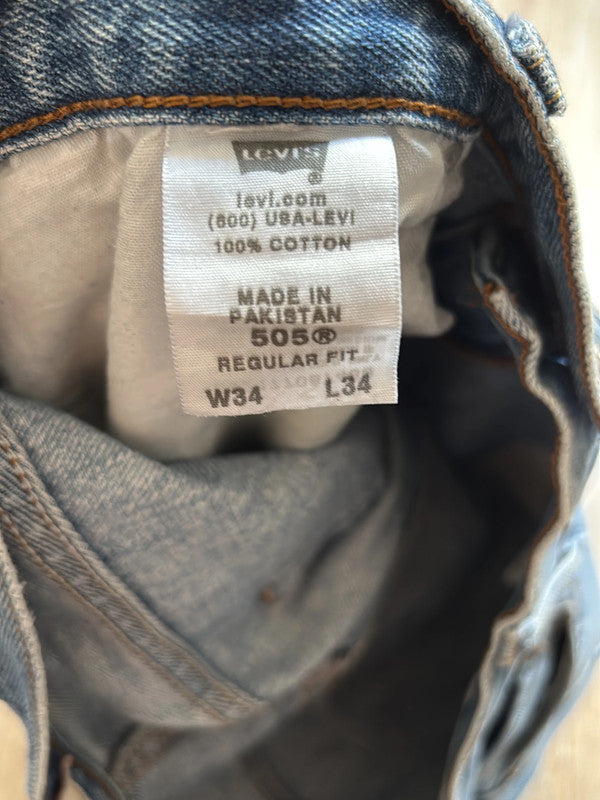 LEVI'S
®
levi.com
(800) USA-LEVI
100% COTTON
MADE IN
PAKISTAN
505®
REGULAR FIT
W34 L34